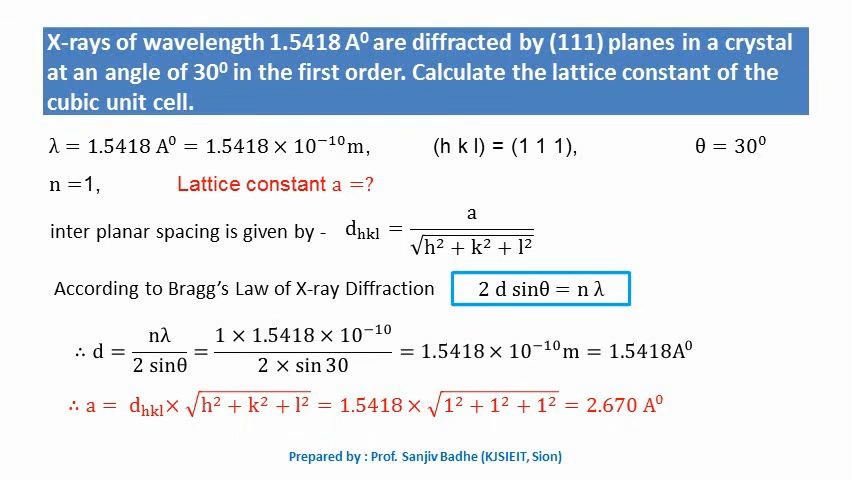 X-rays of wavelength 1.5418 A⁰ are diffracted by (111) planes in a crystal
at an angle of 30⁰ in the first order. Calculate the lattice constant of the
cubic unit cell.
λ = 1.5418 A⁰ = 1.5418 × 10⁻¹⁰m, (h k l) = (1 1 1), θ = 30⁰
n =1, Lattice constant a =?
inter planar spacing is given by - d_hkl = a / √(h² + k² + l²)
According to Bragg's Law of X-ray Diffraction 2 d sinθ = n λ
∴ d = nλ / 2 sinθ = 1 × 1.5418 × 10⁻¹⁰ / 2 × sin 30 = 1.5418 × 10⁻¹⁰m = 1.5418A⁰
∴ a = d_hkl× √(h² + k² + l²) = 1.5418 × √(1² + 1² + 1²) = 2.670 A⁰
Prepared by : Prof. Sanjiv Badhe (KJSIEIT, Sion)